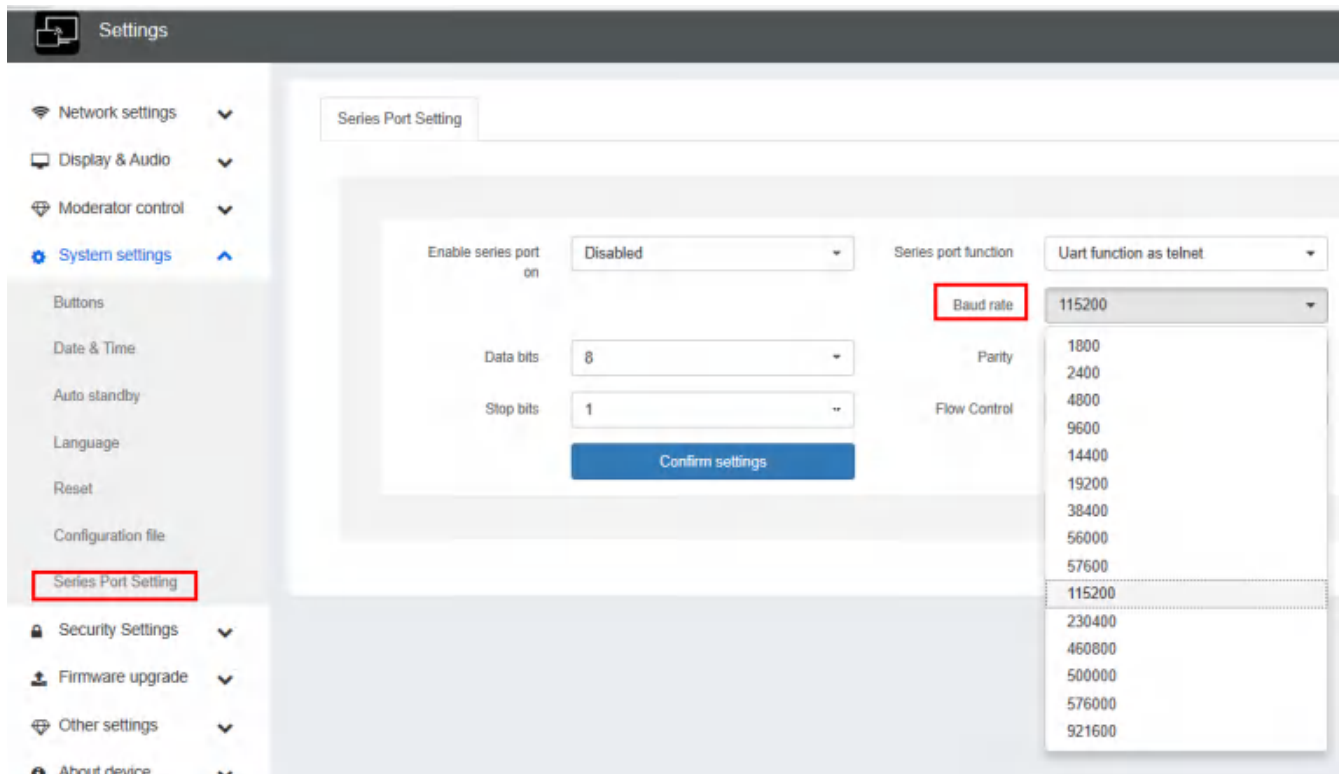 Settings
Network settings
Display & Audio
Moderator control
System settings
Buttons
Date & Time
Auto standby
Language
Reset
Configuration file
Series Port Setting
Security Settings
Firmware upgrade
Other settings
About device
Series Port Setting
Enable series port
on
Disabled
Series port function
Uart function as telnet
Baud rate
115200
Data bits
8
Parity
Stop bits
1
Flow Control
Confirm settings
1800
2400
4800
9600
14400
19200
38400
56000
57600
115200
230400
460800
500000
576000
921600